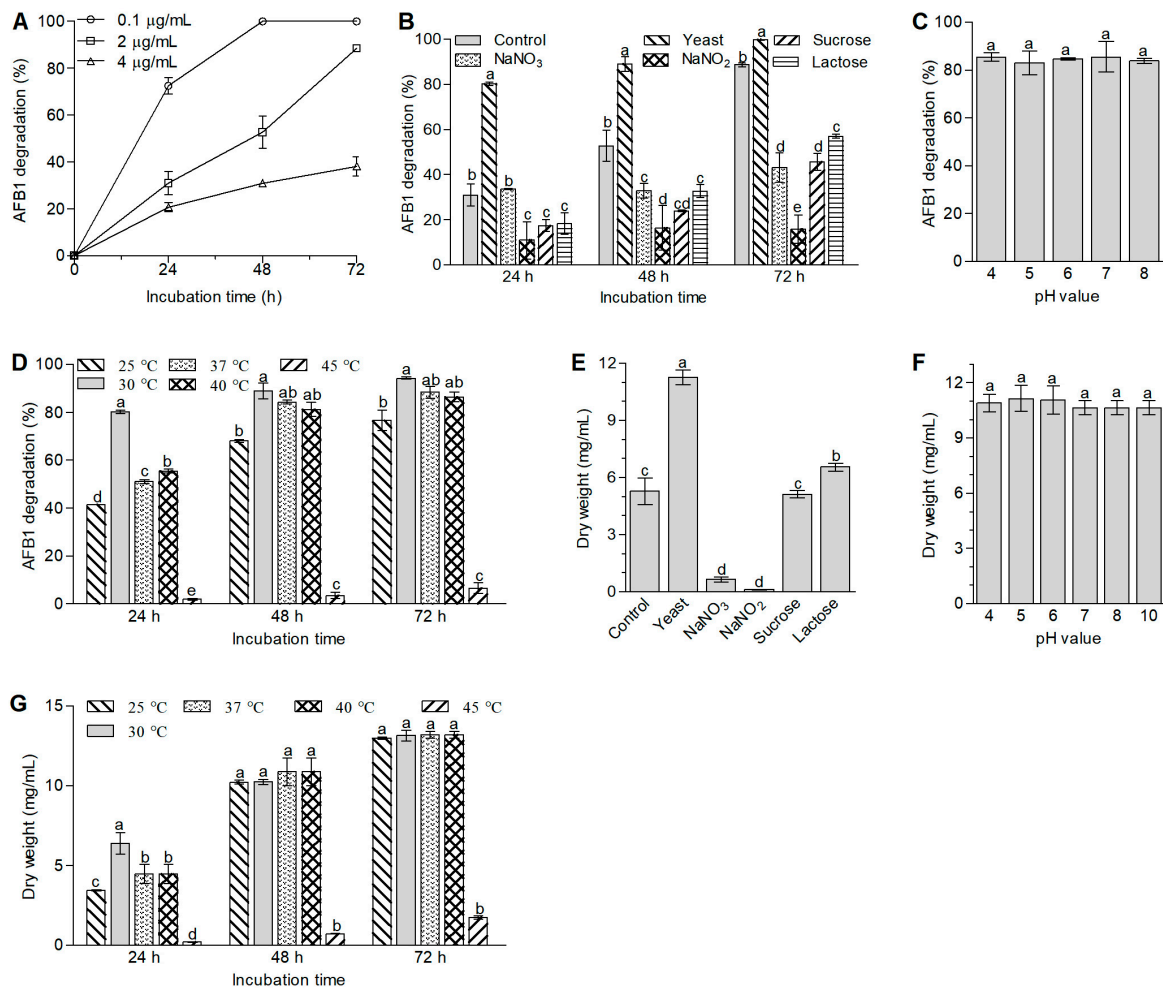 A
0.1 µg/mL
2 µg/mL
4 µg/mL
AFB1 degradation (%)
100
80
60
40
20
0
0 24 48 72
Incubation time (h)
B
Control Yeast Sucrose
NaNO₃ NaNO₂ Lactose
AFB1 degradation (%)
100
80
60
40
20
0
b a b c c c
b a c d cd c
b a d e d c
24 h 48 h 72 h
Incubation time
C
AFB1 degradation (%)
100
80
60
40
20
0
a a a a a
4 5 6 7 8
pH value
D
25 °C 37 °C 45 °C
30 °C 40 °C
AFB1 degradation (%)
100
80
60
40
20
0
d a c b e
b a ab ab c
b a ab ab c
24 h 48 h 72 h
Incubation time
E
Dry weight (mg/mL)
12
9
6
3
0
c a d d c b
Control Yeast NaNO₃ NaNO₂ Sucrose Lactose
F
Dry weight (mg/mL)
12
9
6
3
0
a a a a a a
4 5 6 7 8 10
pH value
G
25 °C 37 °C 40 °C 45 °C
30 °C
Dry weight (mg/mL)
15
10
5
0
c a b b d
a a a a b
a a a a b
24 h 48 h 72 h
Incubation time